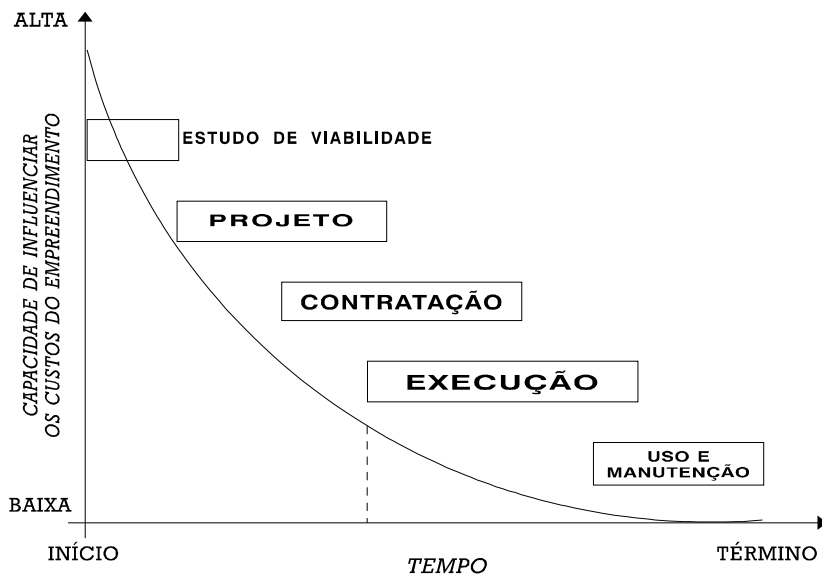 ALTA
CAPACIDADE DE INFLUENCIAR
OS CUSTOS DO EMPREENDIMENTO
ESTUDO DE VIABILIDADE
PROJETO
CONTRATAÇÃO
EXECUÇÃO
USO E
MANUTENÇÃO
BAIXA
INÍCIO
TEMPO
TÉRMINO